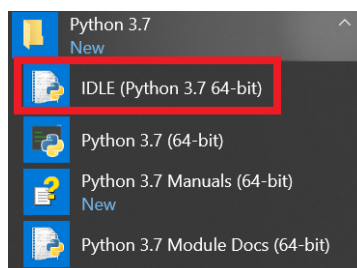 Python 3.7
New
IDLE (Python 3.7 64-bit)
Python 3.7 (64-bit)
Python 3.7 Manuals (64-bit)
New
Python 3.7 Module Docs (64-bit)